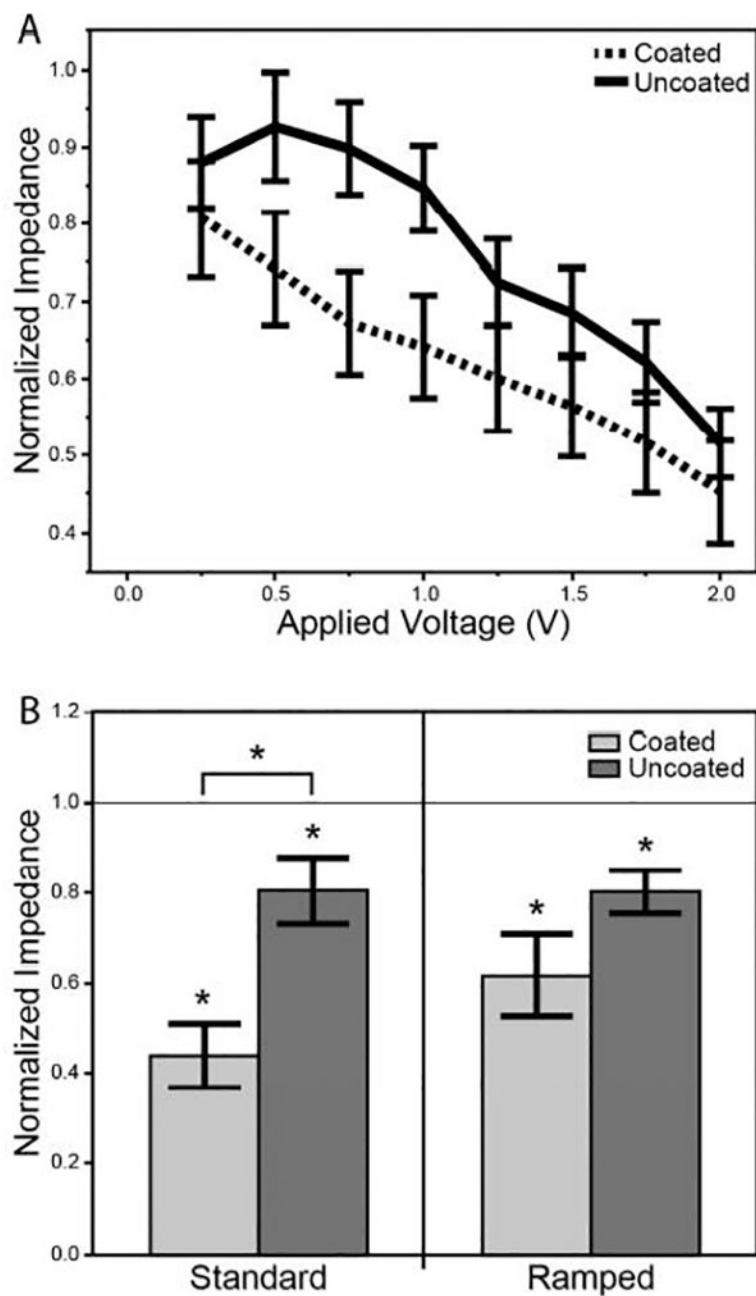 A
Coated
Uncoated
Normalized Impedance
1.0
0.9
0.8
0.7
0.6
0.5
0.4
0.0 0.5 1.0 1.5 2.0
Applied Voltage (V)
B
Coated
Uncoated
Normalized Impedance
1.2
1.0
0.8
0.6
0.4
0.2
0.0
*
*
*
*
*
Standard Ramped